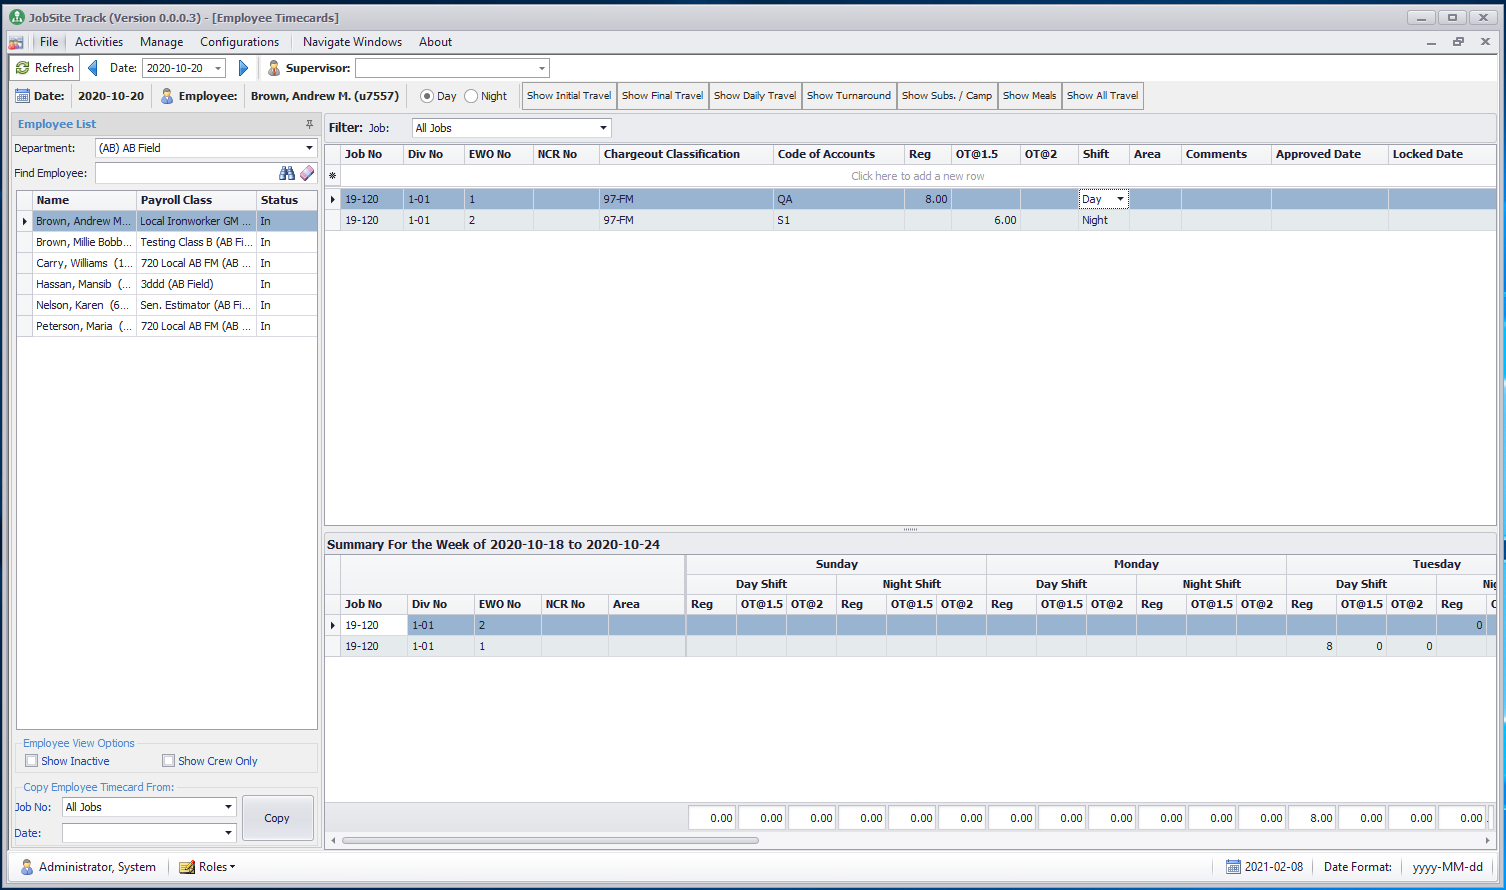 JobSite Track (Version 0.0.0.3) - [Employee Timecards]
File Activities Manage Configurations Navigate Windows About
Refresh Date: 2020-10-20 Supervisor:
Date: 2020-10-20 Employee: Brown, Andrew M. (u7557) Day Night Show Initial Travel Show Final Travel Show Daily Travel Show Turnaround Show Subs. / Camp Show Meals Show All Travel
Employee List
Department: (AB) AB Field
Find Employee:
Name Payroll Class Status
Brown, Andrew M... Local Ironworker GM ... In
Brown, Millie Bobb... Testing Class B (AB Fi... In
Carry, Williams (1... 720 Local AB FM (AB ... In
Hassan, Mansib (... 3ddd (AB Field) In
Nelson, Karen (6... Sen. Estimator (AB Fi... In
Peterson, Maria (... 720 Local AB FM (AB ... In
Employee View Options
Show Inactive Show Crew Only
Copy Employee Timecard From:
Job No: All Jobs
Date:
Copy
Filter: Job: All Jobs
Job No Div No EWO No NCR No Chargeout Classification Code of Accounts Reg OT@1.5 OT@2 Shift Area Comments Approved Date Locked Date
Click here to add a new row
19-120 1-01 1 97-FM QA 8.00 Day
19-120 1-01 2 97-FM S1 6.00 Night
Summary For the Week of 2020-10-18 to 2020-10-24
Sunday Monday Tuesday
Day Shift Night Shift Day Shift Night Shift Day Shift Nig
Job No Div No EWO No NCR No Area Reg OT@1.5 OT@2 Reg OT@1.5 OT@2 Reg OT@1.5 OT@2 Reg OT@1.5 OT@2 Reg OT@1.5 OT@2 Reg
19-120 1-01 2 0
19-120 1-01 1 8 0 0
0.00 0.00 0.00 0.00 0.00 0.00 0.00 0.00 0.00 0.00 0.00 0.00 8.00 0.00 0.00 0.00
Administrator, System Roles 2021-02-08 Date Format: yyyy-MM-dd